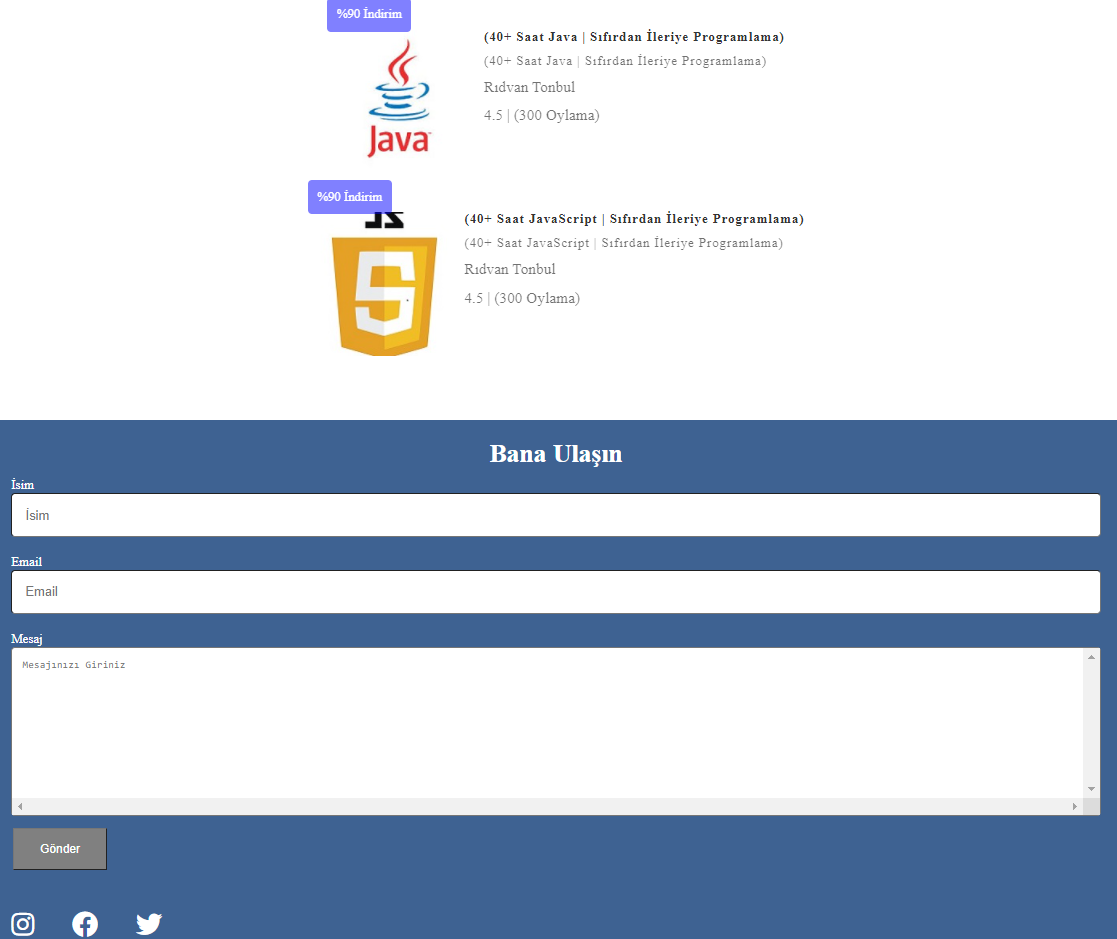 %90 İndirim
(40+ Saat Java | Sıfırdan İleriye Programlama)
(40+ Saat Java | Sıfırdan İleriye Programlama)
Rıdvan Tonbul
4.5 | (300 Oylama)
Java
%90 İndirim
JS
(40+ Saat JavaScript | Sıfırdan İleriye Programlama)
(40+ Saat JavaScript | Sıfırdan İleriye Programlama)
Rıdvan Tonbul
4.5 | (300 Oylama)
Bana Ulaşın
İsim
İsim
Email
Email
Mesaj
Mesajınızı Giriniz
Gönder